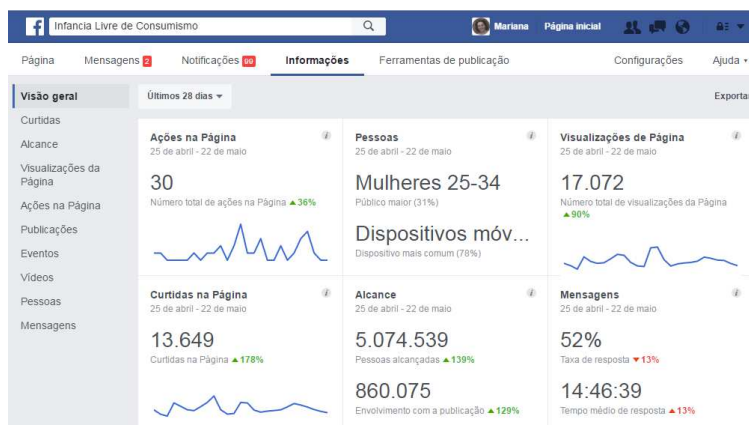 Infancia Livre de Consumismo
Mariana
Página inicial
Página
Mensagens 2
Notificações 99
Informações
Ferramentas de publicação
Configurações
Ajuda
Visão geral
Curtidas
Alcance
Visualizações da
Página
Ações na Página
Publicações
Eventos
Vídeos
Pessoas
Mensagens
Últimos 28 dias
Exporta
Ações na Página
25 de abril - 22 de maio
30
Número total de ações na Página ▲36%
Pessoas
25 de abril - 22 de maio
Mulheres 25-34
Público maior (31%)
Dispositivos móv...
Dispositivo mais comum (78%)
Visualizações de Página
25 de abril - 22 de maio
17.072
Número total de visualizações da Página
▲90%
Curtidas na Página
25 de abril - 22 de maio
13.649
Curtidas na Página ▲178%
Alcance
25 de abril - 22 de maio
5.074.539
Pessoas alcançadas ▲139%
860.075
Envolvimento com a publicação ▲129%
Mensagens
25 de abril - 22 de maio
52%
Taxa de resposta ▼13%
14:46:39
Tempo médio de resposta ▲13%